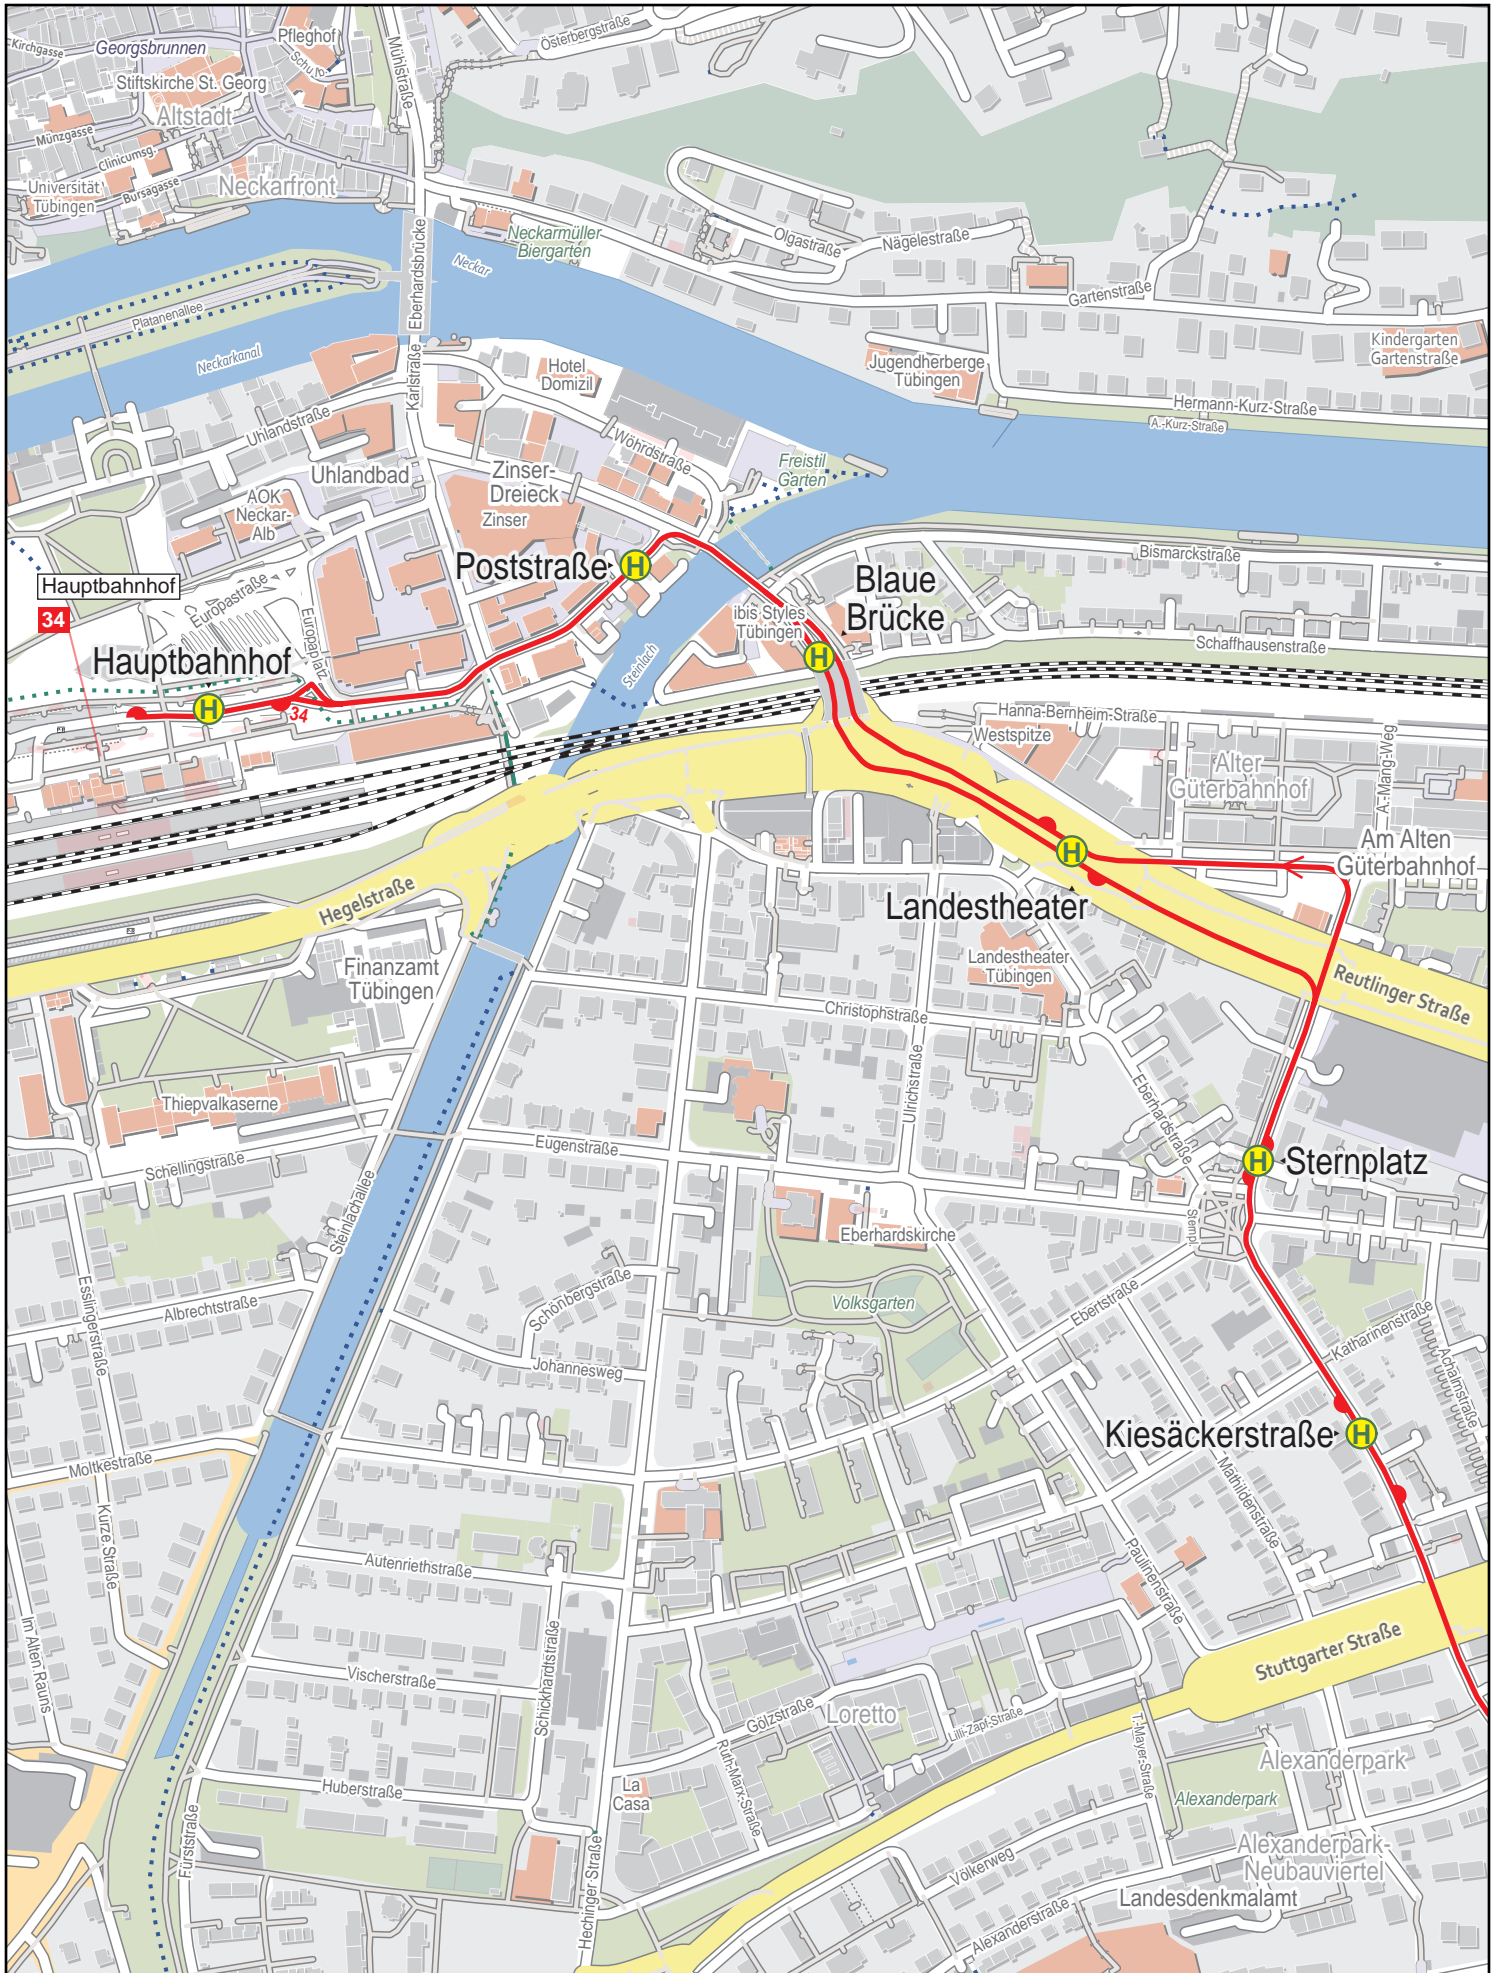 Kirchgasse
Georgsbrunnen
Pfleghof
Schulb.
Mühlstraße
Österbergstraße
Stiftskirche St. Georg
Altstadt
Münzgasse
Clinicumsg.
Bursagasse
Universität
Tübingen
Neckarfront
Neckarmüller
Biergarten
Neckar
Olgastraße
Nägelestraße
Gartenstraße
Eberhardsbrücke
Platanenallee
Neckarkanal
Kindergarten
Gartenstraße
Jugendherberge
Tübingen
Hotel
Domizil
Karlstraße
Hermann-Kurz-Straße
A.-Kurz-Straße
Uhlandstraße
Wöhrdstraße
Uhlandbad
Zinser-
Dreieck
Zinser
Freistil
Garten
AOK
Neckar-
Alb
Bismarckstraße
Poststraße
H
Blaue
Brücke
Hauptbahnhof
34
Europastraße
Europaplatz
ibis Styles
Tübingen
Schaffhausenstraße
Hauptbahnhof
H
H
Steinlach
34
Hanna-Bernheim-Straße
Westspitze
Alter
Güterbahnhof
A.-Mang-Weg
Am Alten
Güterbahnhof
H
Hegelstraße
Landestheater
Finanzamt
Tübingen
Landestheater
Tübingen
Reutlinger Straße
Christophstraße
Ulrichstraße
Eberhardstraße
Thiepvalkaserne
Eugenstraße
Schellingstraße
H
Sternplatz
Steinlachallee
Eberhardskirche
Sternpl.
Esslingerstraße
Albrechtstraße
Schönbergstraße
Volksgarten
Ebertstraße
Katharinenstraße
Achalmstraße
Johannesweg
Kiesäckerstraße
H
Moltkestraße
Mathildenstraße
Kurze Straße
Autenriethstraße
Paulinenstraße
Im Alten Rauns
Schickhardtstraße
Stuttgarter Straße
Vischerstraße
Gölzstraße
Loretto
Lilli-Zapf-Straße
T.-Mayer-Straße
Ruth-Marx-Straße
Alexanderpark
Huberstraße
La
Casa
Alexanderpark
Fürststraße
Alexanderpark-
Neubauviertel
Völkerweg
Landesdenkmalamt
Hechinger Straße
Alexanderstraße